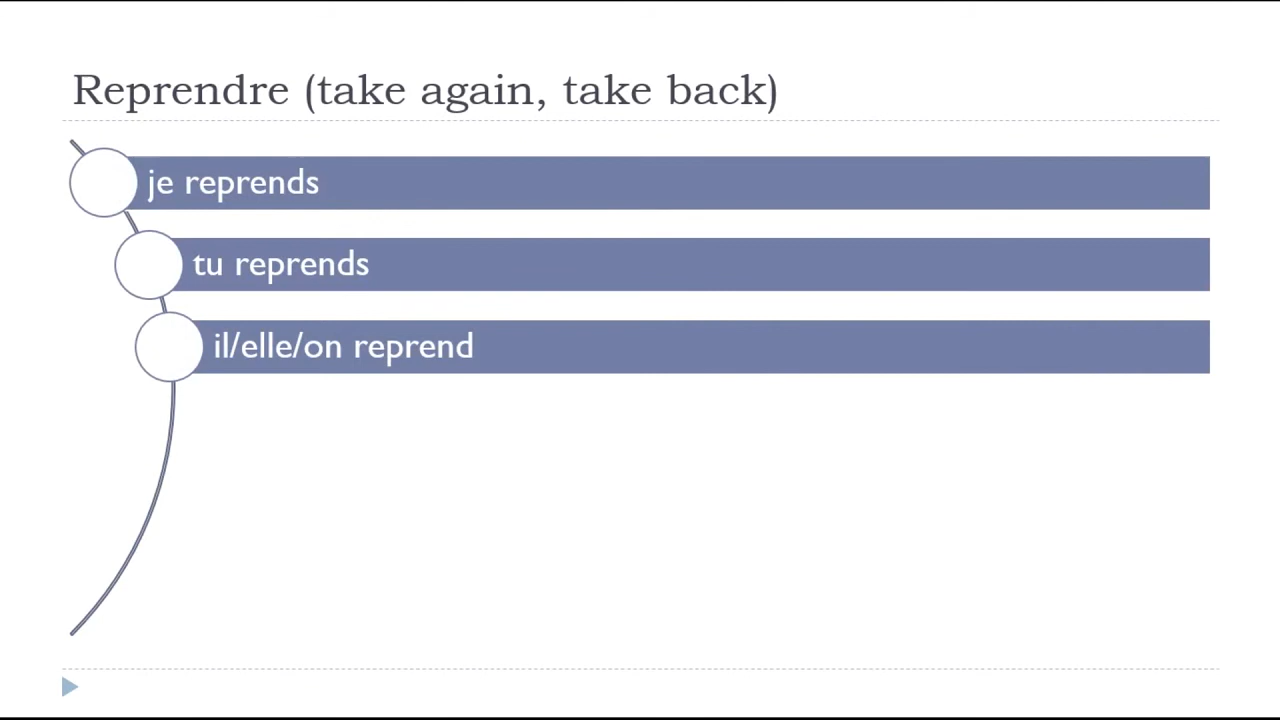 Reprendre (take again, take back)
je reprends
tu reprends
il/elle/on reprend